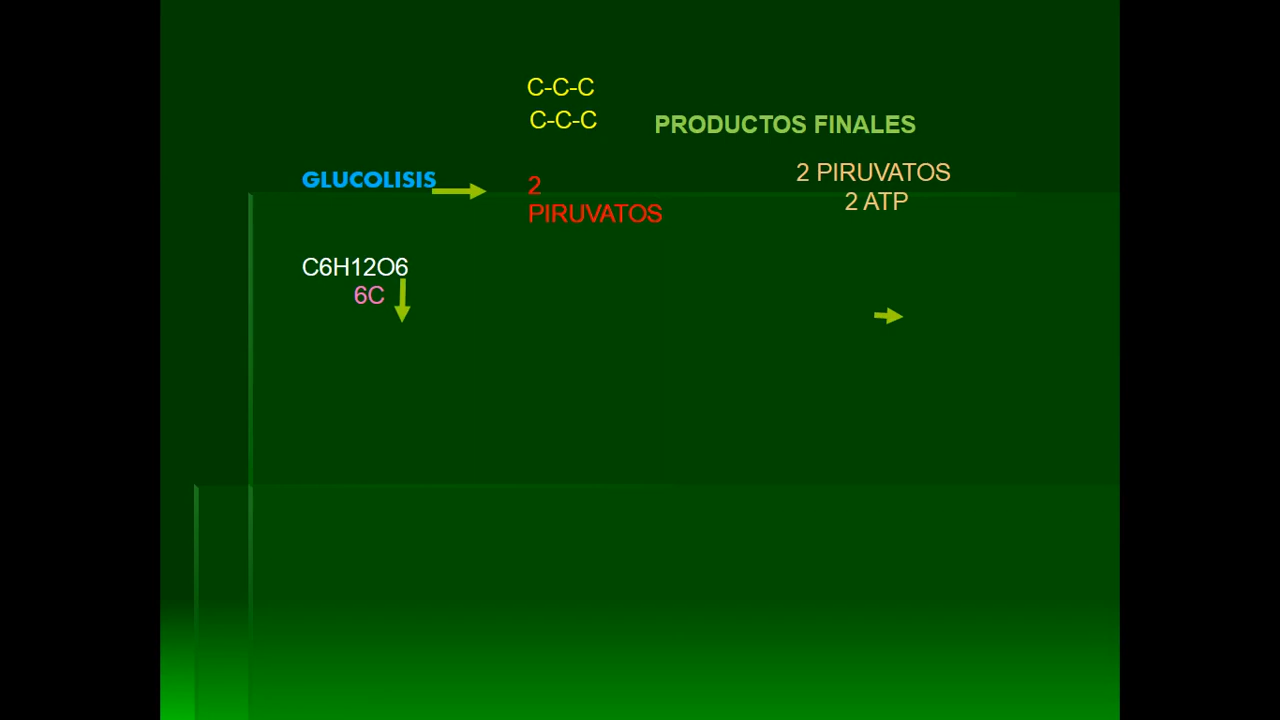 C-C-C
C-C-C
PRODUCTOS FINALES
GLUCOLISIS
2
PIRUVATOS
2 PIRUVATOS
2 ATP
C6H12O6
6C